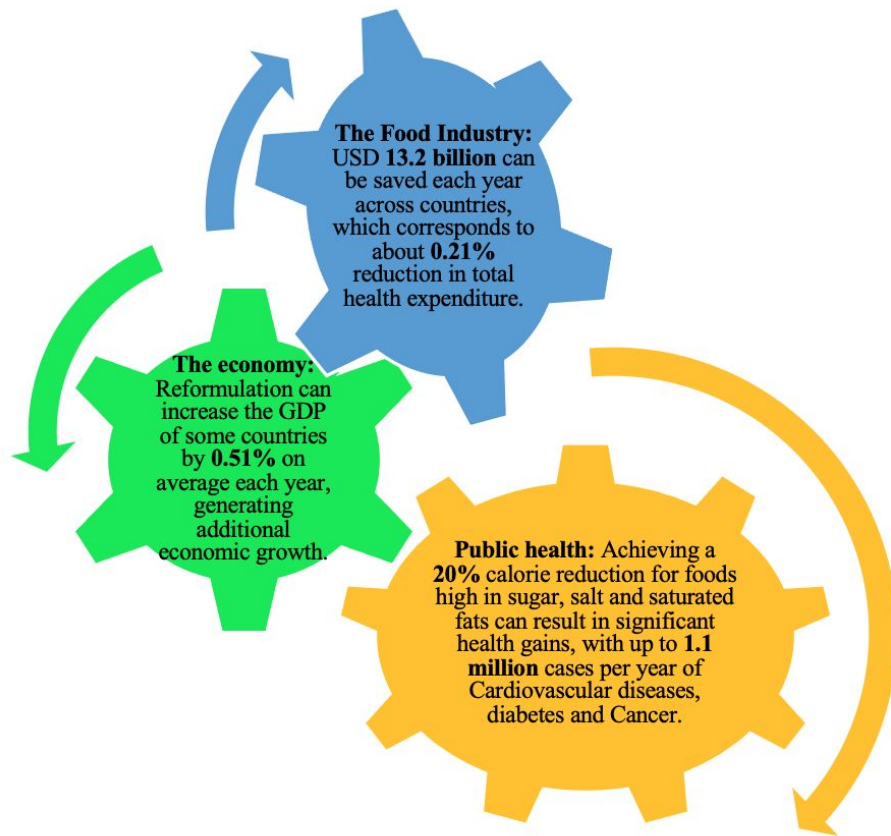 The Food Industry:
USD 13.2 billion can
be saved each year
across countries,
which corresponds to
about 0.21%
reduction in total
health expenditure.
The economy:
Reformulation can
increase the GDP
of some countries
by 0.51% on
average each year,
generating
additional
economic growth.
Public health: Achieving a
20% calorie reduction for foods
high in sugar, salt and saturated
fats can result in significant
health gains, with up to 1.1
million cases per year of
Cardiovascular diseases,
diabetes and Cancer.